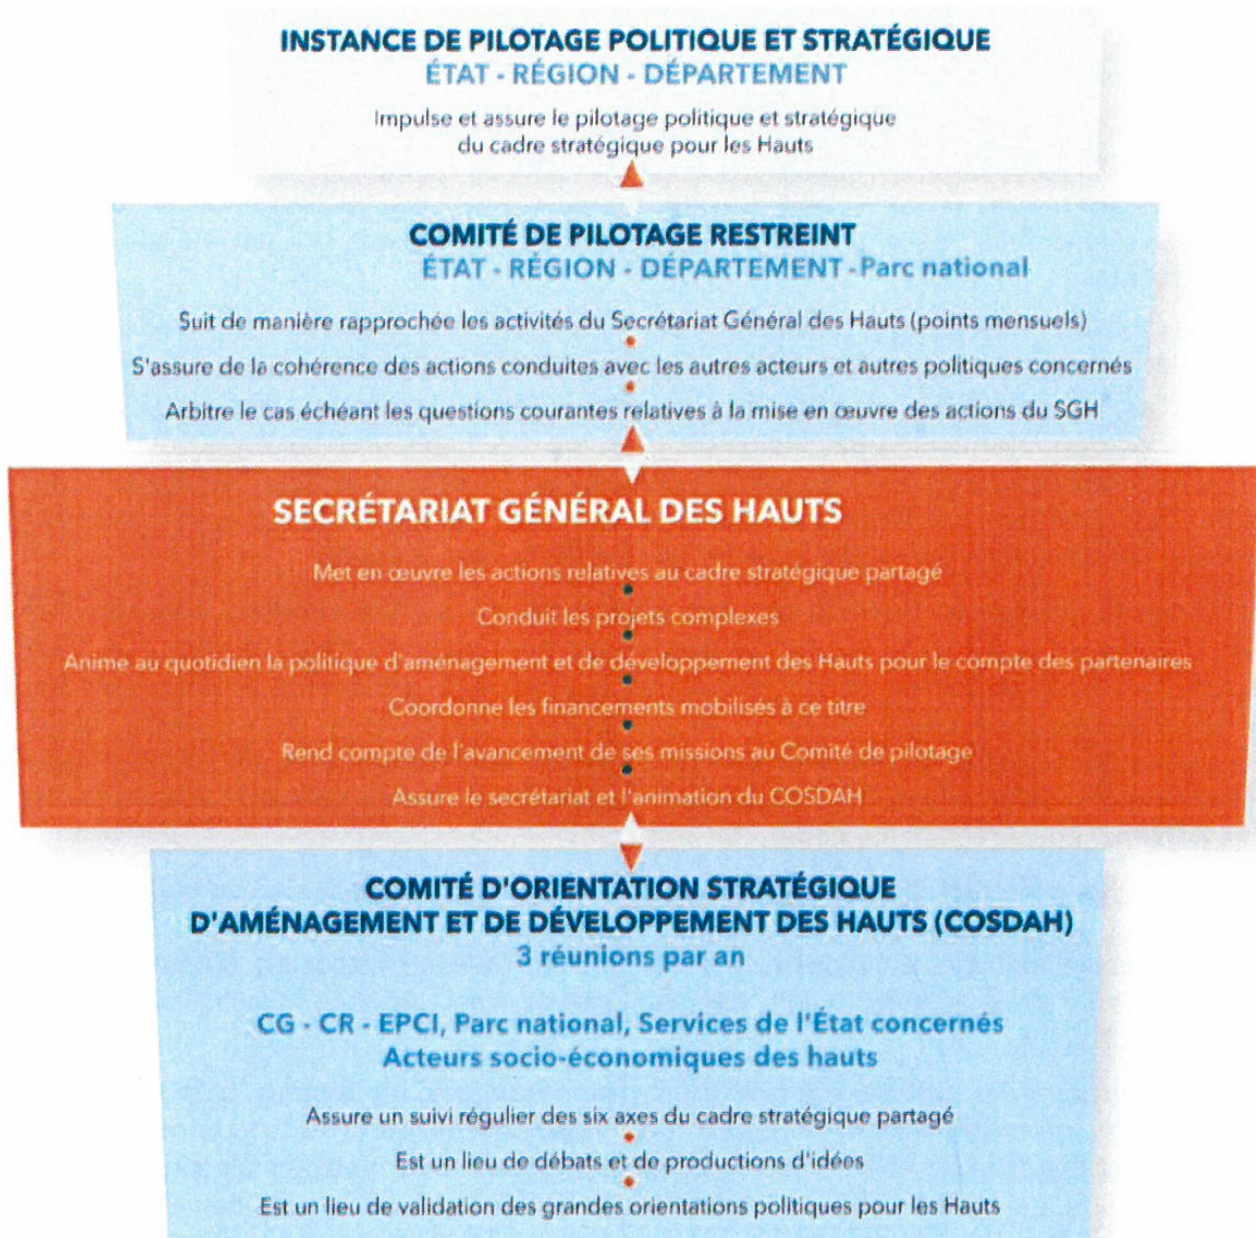 INSTANCE DE PILOTAGE POLITIQUE ET STRATÉGIQUE
ÉTAT - RÉGION - DÉPARTEMENT
Impulse et assure le pilotage politique et stratégique
du cadre stratégique pour les Hauts
COMITÉ DE PILOTAGE RESTREINT
ÉTAT - RÉGION - DÉPARTEMENT - Parc national
Suit de manière rapprochée les activités du Secrétariat Général des Hauts (points mensuels)
S'assure de la cohérence des actions conduites avec les autres acteurs et autres politiques concernés
Arbitre le cas échéant les questions courantes relatives à la mise en œuvre des actions du SGH
SECRÉTARIAT GÉNÉRAL DES HAUTS
Met en œuvre les actions relatives au cadre stratégique partagé
Conduit les projets complexes
Anime au quotidien la politique d'aménagement et de développement des Hauts pour le compte des partenaires
Coordonne les financements mobilisés à ce titre
Rend compte de l'avancement de ses missions au Comité de pilotage
Assure le secrétariat et l'animation du COSDAH
COMITÉ D'ORIENTATION STRATÉGIQUE
D'AMÉNAGEMENT ET DE DÉVELOPPEMENT DES HAUTS (COSDAH)
3 réunions par an
CG - CR - EPCI, Parc national, Services de l'État concernés
Acteurs socio-économiques des hauts
Assure un suivi régulier des six axes du cadre stratégique partagé
Est un lieu de débats et de productions d'idées
Est un lieu de validation des grandes orientations politiques pour les Hauts